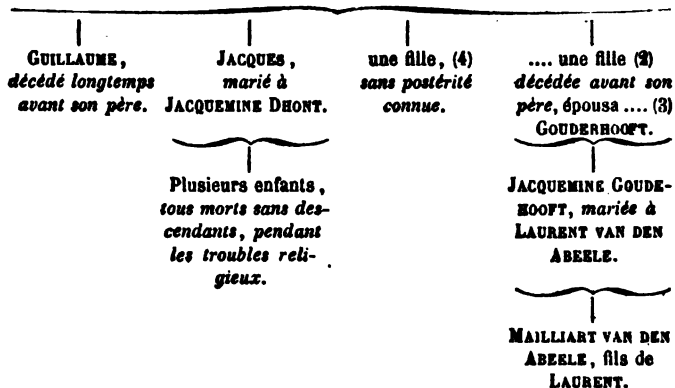 GUILLAUME,
décédé longtemps
avant son père.
JACQUES,
marié à
JACQUEMINE DHONT.
une fille, (4)
sans postérité
connue.
.... une fille (2)
décédée avant son
père, épousa .... (3)
GOUDERHOOFT.
Plusieurs enfants,
tous morts sans des-
cendants, pendant
les troubles reli-
gieux.
JACQUEMINE GOUDE-
HOOFT, mariée à
LAURENT VAN DEN
ABEELE.
MAILLIART VAN DEN
ABEELE, fils de
LAURENT.